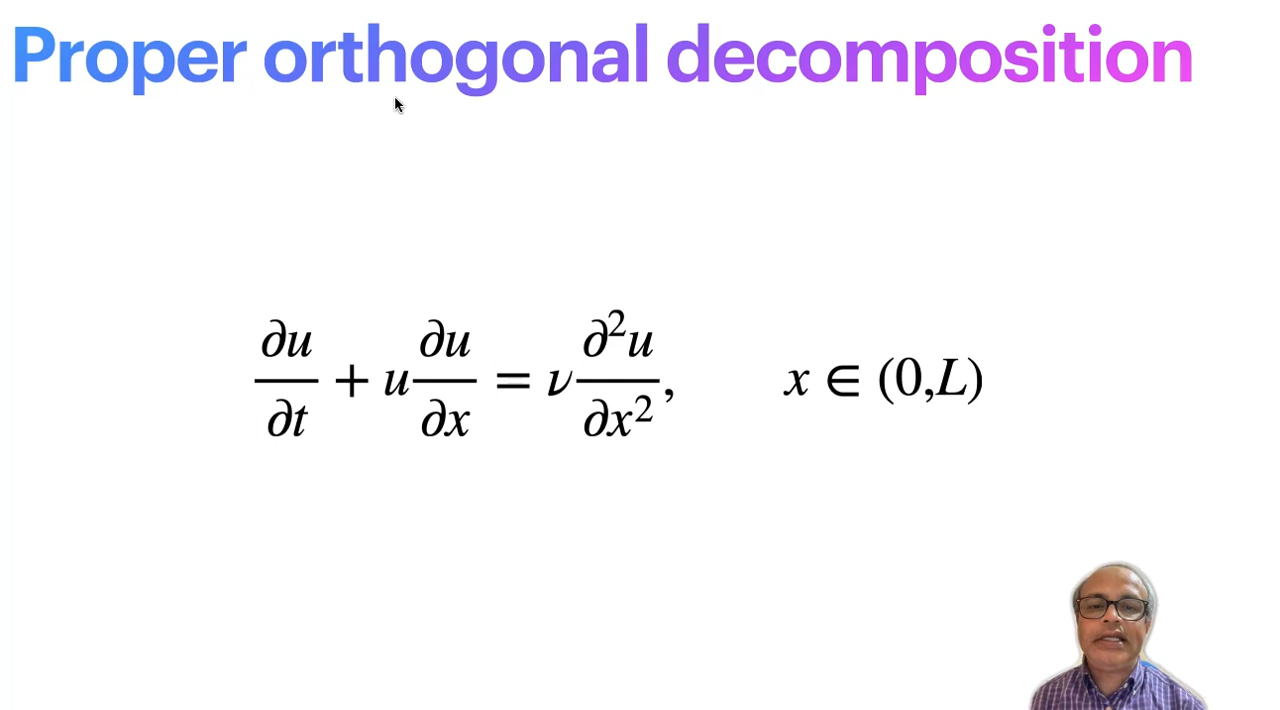 Proper orthogonal decomposition
∂u/∂t + u ∂u/∂x = ν ∂²u/∂x², x ∈ (0,L)